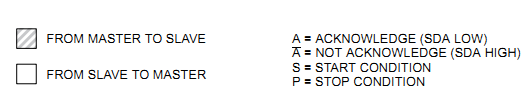 FROM MASTER TO SLAVE
FROM SLAVE TO MASTER
A = ACKNOWLEDGE (SDA LOW)
A̅ = NOT ACKNOWLEDGE (SDA HIGH)
S = START CONDITION
P = STOP CONDITION